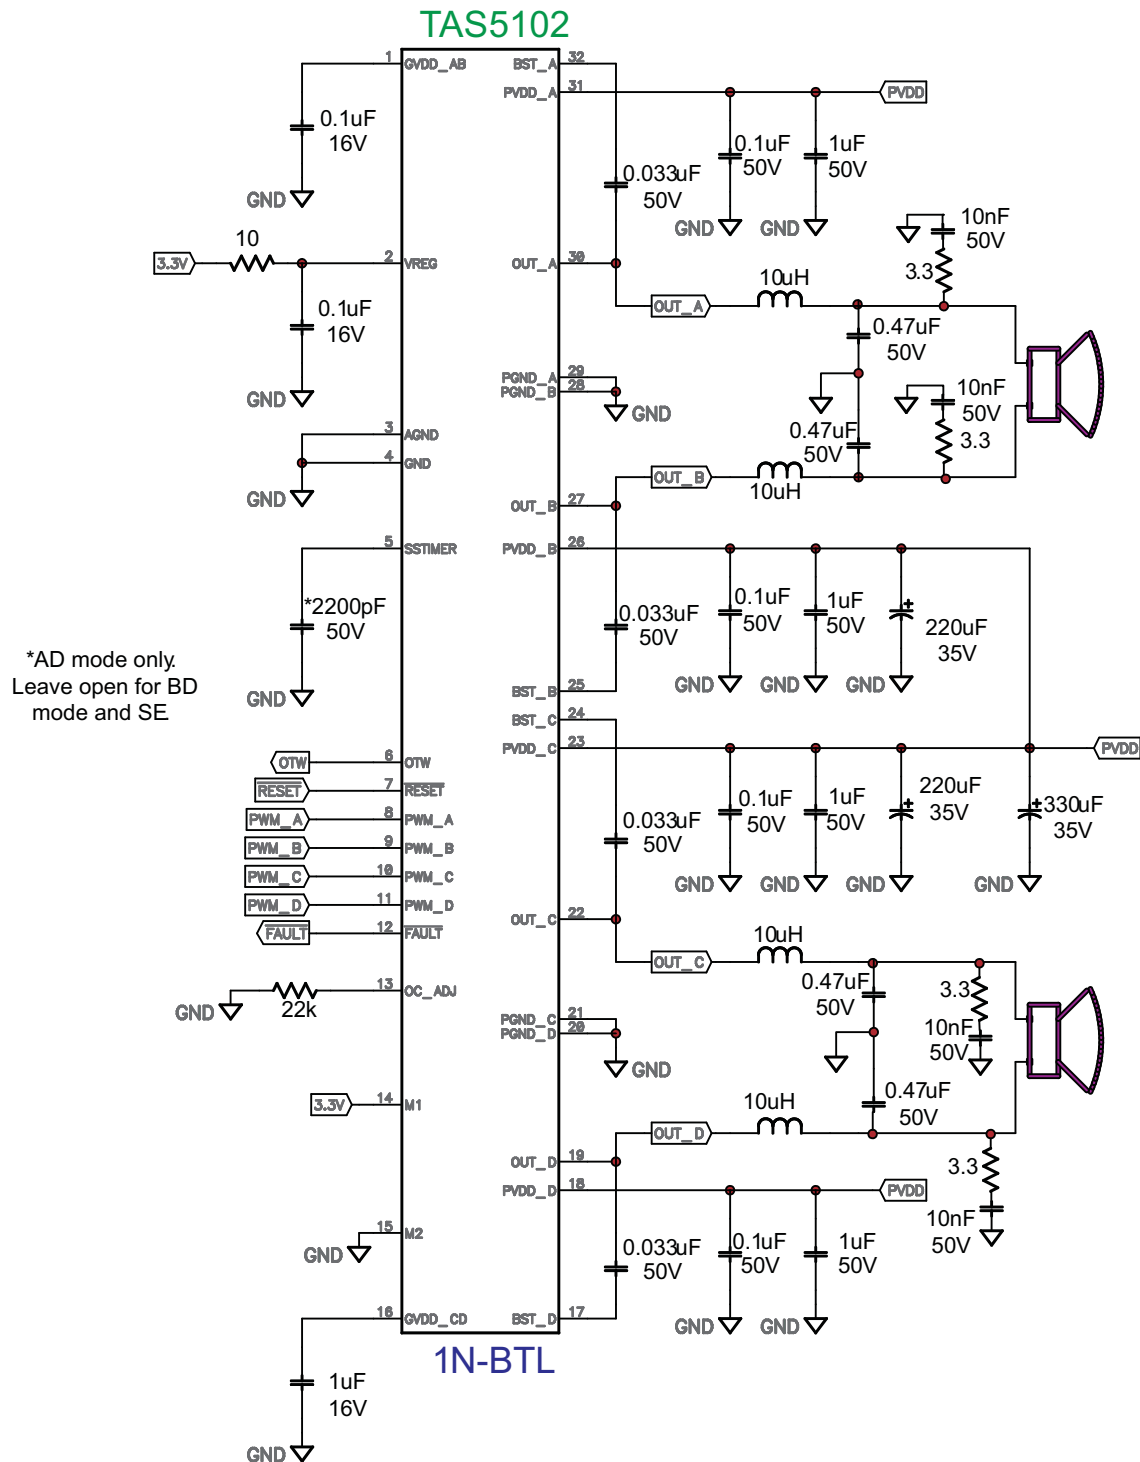 TAS5102
1 GVDD_AB BST_A 32
PVDD_A 31 PVDD
0.1uF
16V
0.1uF
50V
1uF
50V
0.033uF
50V
GND
GND GND
10nF
50V
10
3.3V 2 VREG OUT_A 30
3.3
10uH
OUT_A
0.1uF
16V
0.47uF
50V
GND
PGND_A 29
PGND_B 28
GND
10nF
50V
3 AGND
4 GND
0.47uF
50V
3.3
GND
OUT_B
10uH
OUT_B 27
5 SSTIMER PVDD_B 26
*2200pF
50V
0.033uF
50V
0.1uF
50V
1uF
50V
220uF
35V
*AD mode only.
Leave open for BD
mode and SE
GND
GND GND GND
BST_B 25
BST_C 24
PVDD_C 23 PVDD
OTW 6 OTW
RESET 7 RESET
PWM_A 8 PWM_A
PWM_B 9 PWM_B
PWM_C 10 PWM_C
PWM_D 11 PWM_D
FAULT 12 FAULT
0.033uF
50V
0.1uF
50V
1uF
50V
220uF
35V
330uF
35V
GND GND GND GND
OUT_C 22
10uH
OUT_C
GND 22k 13 OC_ADJ
0.47uF
50V
3.3
10nF
50V
PGND_C 21
PGND_D 20
GND
3.3V 14 M1
0.47uF
50V
10uH
OUT_D
OUT_D 19
3.3
10nF
50V
PVDD_D 18 PVDD
GND 15 M2
0.033uF
50V
0.1uF
50V
1uF
50V
16 GVDD_CD BST_D 17
GND GND
1N-BTL
1uF
16V
GND